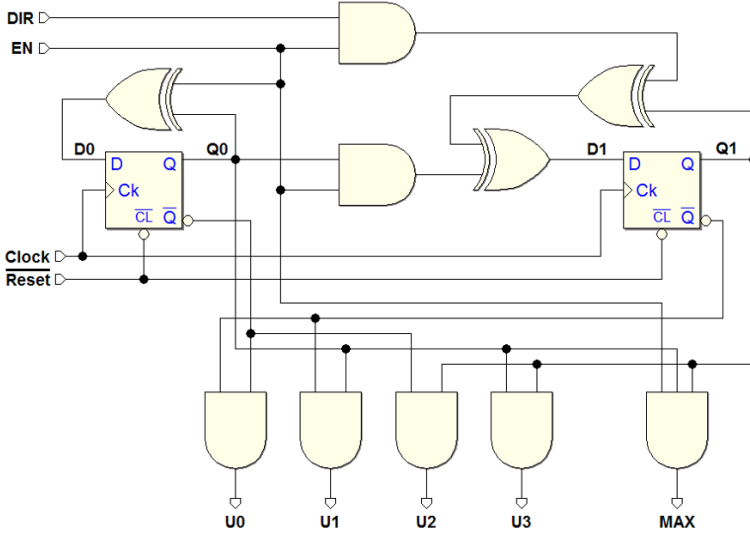 DIR
EN
D0 Q0 D1 Q1
D Q D Q
Ck Ck
CL Q CL Q
Clock
Reset
U0 U1 U2 U3 MAX